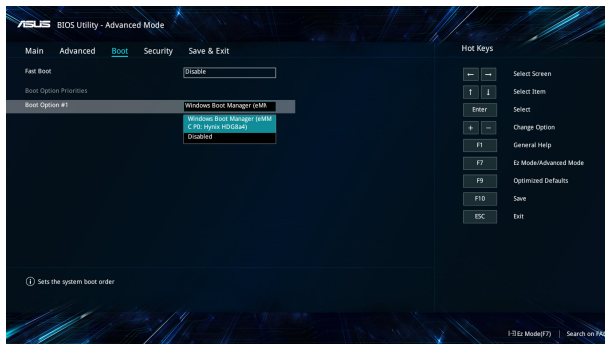 ASUS BIOS Utility - Advanced Mode
Main Advanced Boot Security Save & Exit
Hot Keys
Fast Boot Disable
Boot Option Priorities
Boot Option #1 Windows Boot Manager (eMM
Windows Boot Manager (eMM
C P0: Hynix HDG8a4)
Disabled
← → Select Screen
↑ ↓ Select Item
Enter Select
+ − Change Option
F1 General Help
F7 Ez Mode/Advanced Mode
F9 Optimized Defaults
F10 Save
ESC Exit
Sets the system boot order
Ez Mode(F7) | Search on FAQ